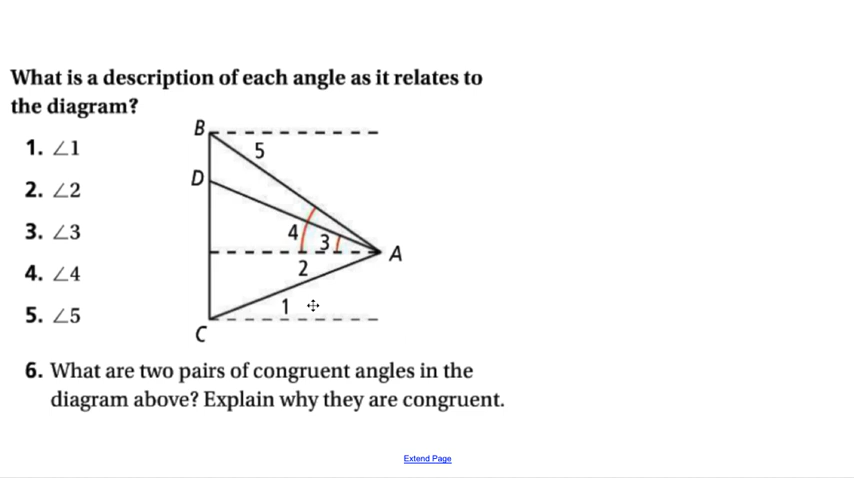 What is a description of each angle as it relates to
the diagram?
1. ∠1
2. ∠2
3. ∠3
4. ∠4
5. ∠5
B
5
D
4
3
A
2
1
C
6. What are two pairs of congruent angles in the
diagram above? Explain why they are congruent.
Extend Page